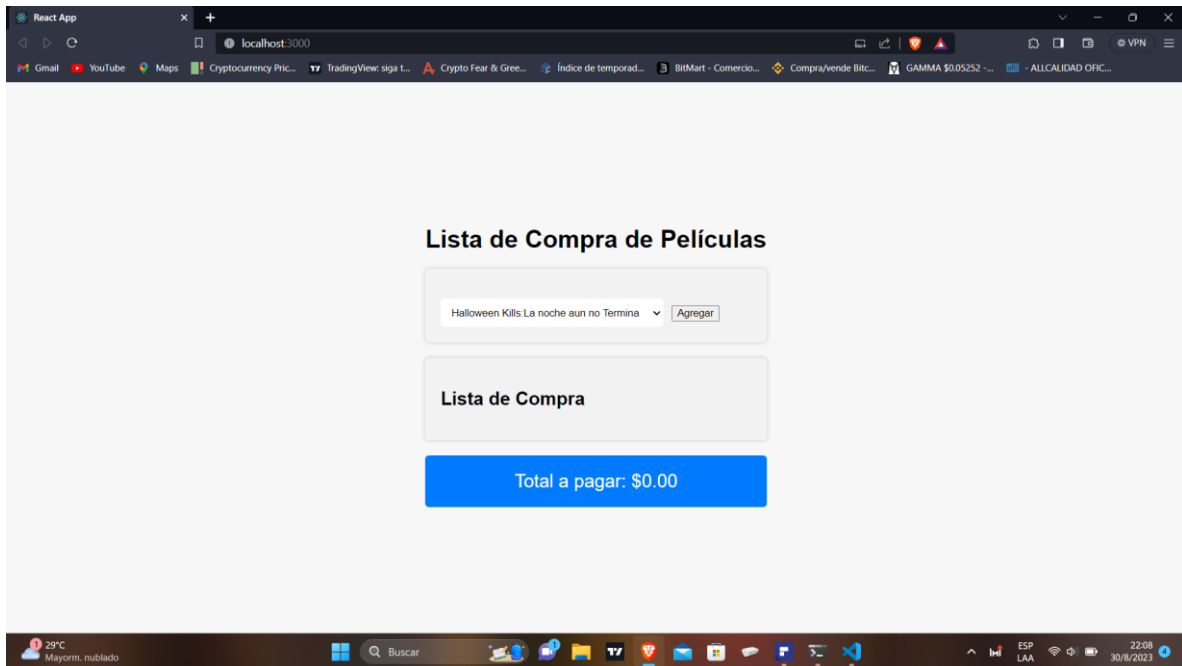 React App
localhost:3000
VPN
Gmail YouTube Maps Cryptocurrency Pric... TradingView: siga t... Crypto Fear & Gree... Índice de temporad... BitMart - Comercio... Compra/vende Bitc... GAMMA $0.05252 -... - ALLCALIDAD OFIC...
Lista de Compra de Películas
Halloween Kills:La noche aun no Termina Agregar
Lista de Compra
Total a pagar: $0.00
1 29°C
Mayorm. nublado
Buscar
1
ESP
LAA
22:08
30/8/2023
4